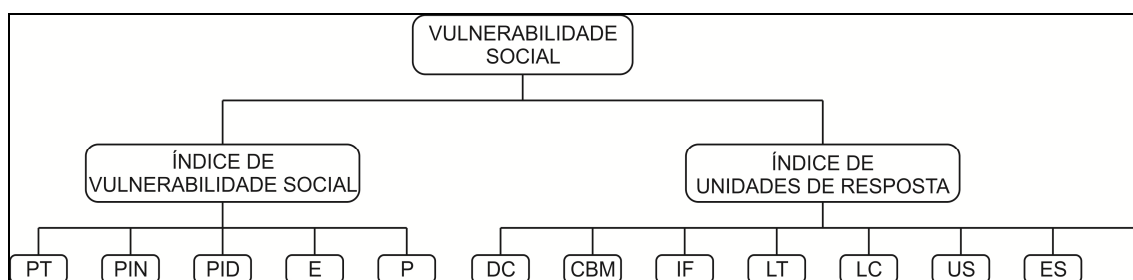 VULNERABILIDADE
SOCIAL
ÍNDICE DE
VULNERABILIDADE SOCIAL
ÍNDICE DE
UNIDADES DE RESPOSTA
PT PIN PID E P DC CBM IF LT LC US ES